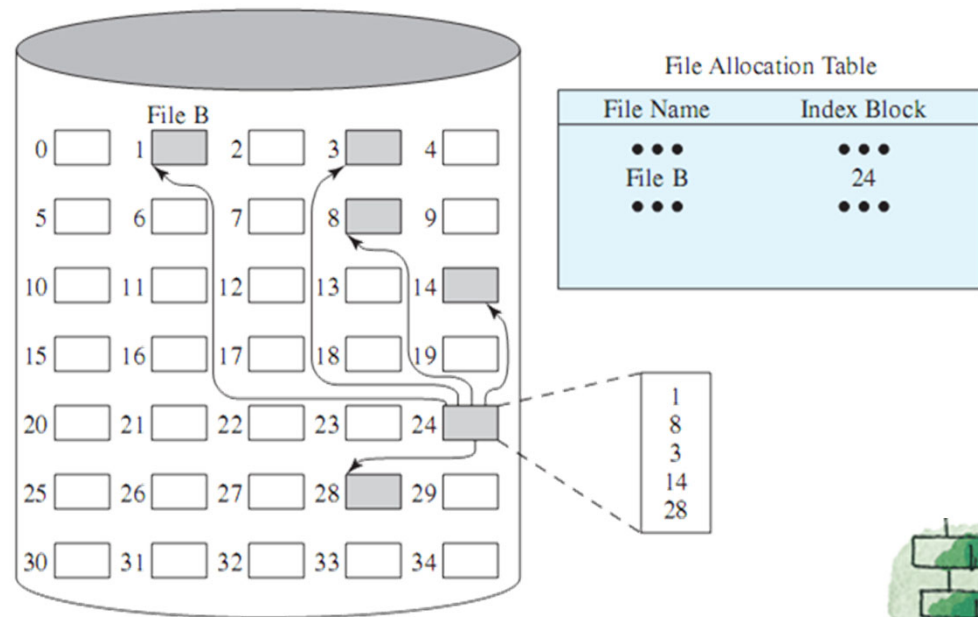 File Allocation Table
File Name Index Block
••• •••
File B 24
••• •••
File B
0 1 2 3 4
5 6 7 8 9
10 11 12 13 14
15 16 17 18 19
20 21 22 23 24
25 26 27 28 29
30 31 32 33 34
1
8
3
14
28